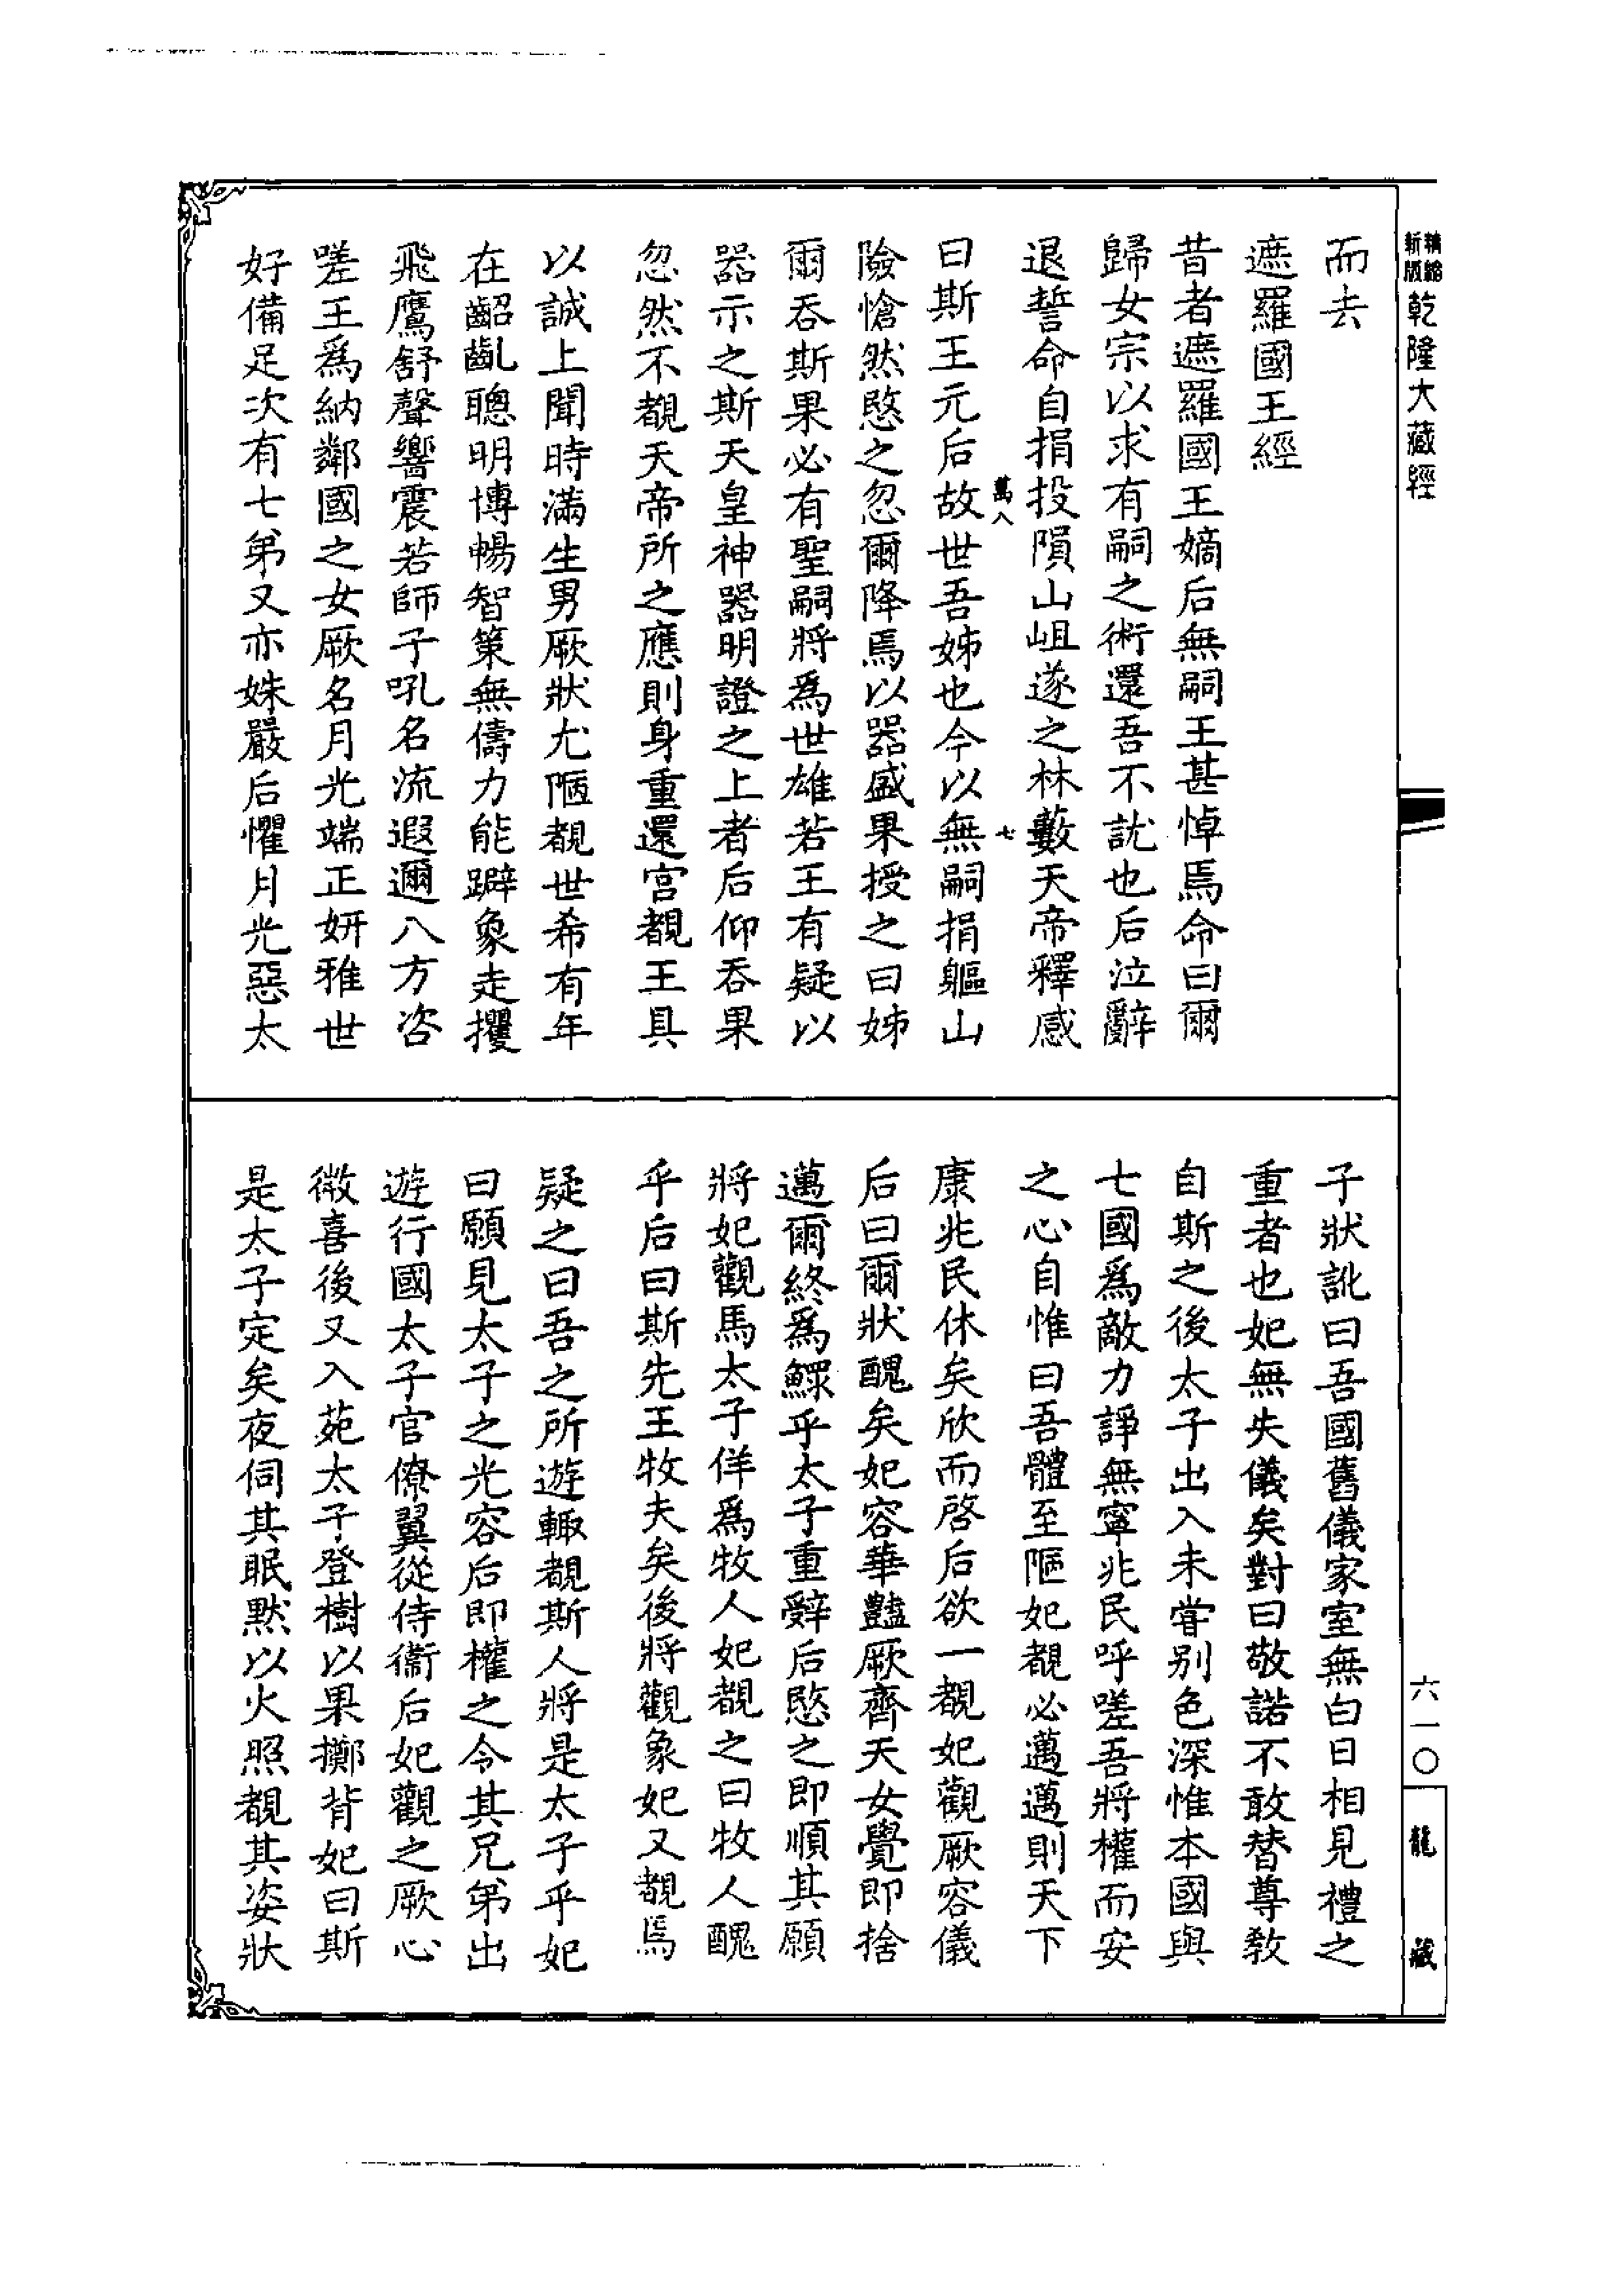 精縮
新版
乾隆大藏經
而去
遮羅國王經
昔者遮羅國王嫡后無嗣王甚悼焉命曰爾
歸女宗以求有嗣之術還吾不訧也后泣辭
退誓命自捐投隕山岨遂之林藪天帝釋感
萬八
七
曰斯王元后故世吾姊也今以無嗣捐軀山
險愴然愍之忽爾降焉以器盛果授之曰姊
爾吞斯果必有聖嗣將為世雄若王有疑以
器示之斯天皇神器明證之上者后仰吞果
忽然不覩天帝所之應則身重還宮覩王具
以誠上聞時滿生男厥狀尤陋覩世希有年
在齠齓聰明博暢智策無儔力能躃象走攫
飛鷹舒聲響震若師子吼名流遐邇八方咨
嗟王為納鄰國之女厥名月光端正姸雅世
好備足次有七弟又亦姝嚴后懼月光惡太
子狀訛曰吾國舊儀家室無白日相見禮之
重者也妃無失儀矣對曰敬諾不敢替尊敎
自斯之後太子出入未甞別色深惟本國與
七國為敵力諍無寧兆民呼嗟吾將權而安
之心自惟曰吾體至陋妃覩必邁邁則天下
康兆民休矣欣而啓后欲一覩妃觀厥容儀
后曰爾狀醜矣妃容華豔厥齊天女覺即捨
邁爾終為鰥乎太子重辭后愍之即順其願
將妃觀馬太子佯為牧人妃覩之曰牧人醜
乎后曰斯先王牧夫矣後將觀象妃又覩焉
疑之曰吾之所遊輙覩斯人將是太子乎妃
曰願見太子之光容后即權之令其兄弟出
遊行國太子官僚翼從侍衞后妃觀之厥心
微喜後又入苑太子登樹以果擲背妃曰斯
是太子定矣夜伺其眠默以火照覩其姿狀
六一〇
龍藏